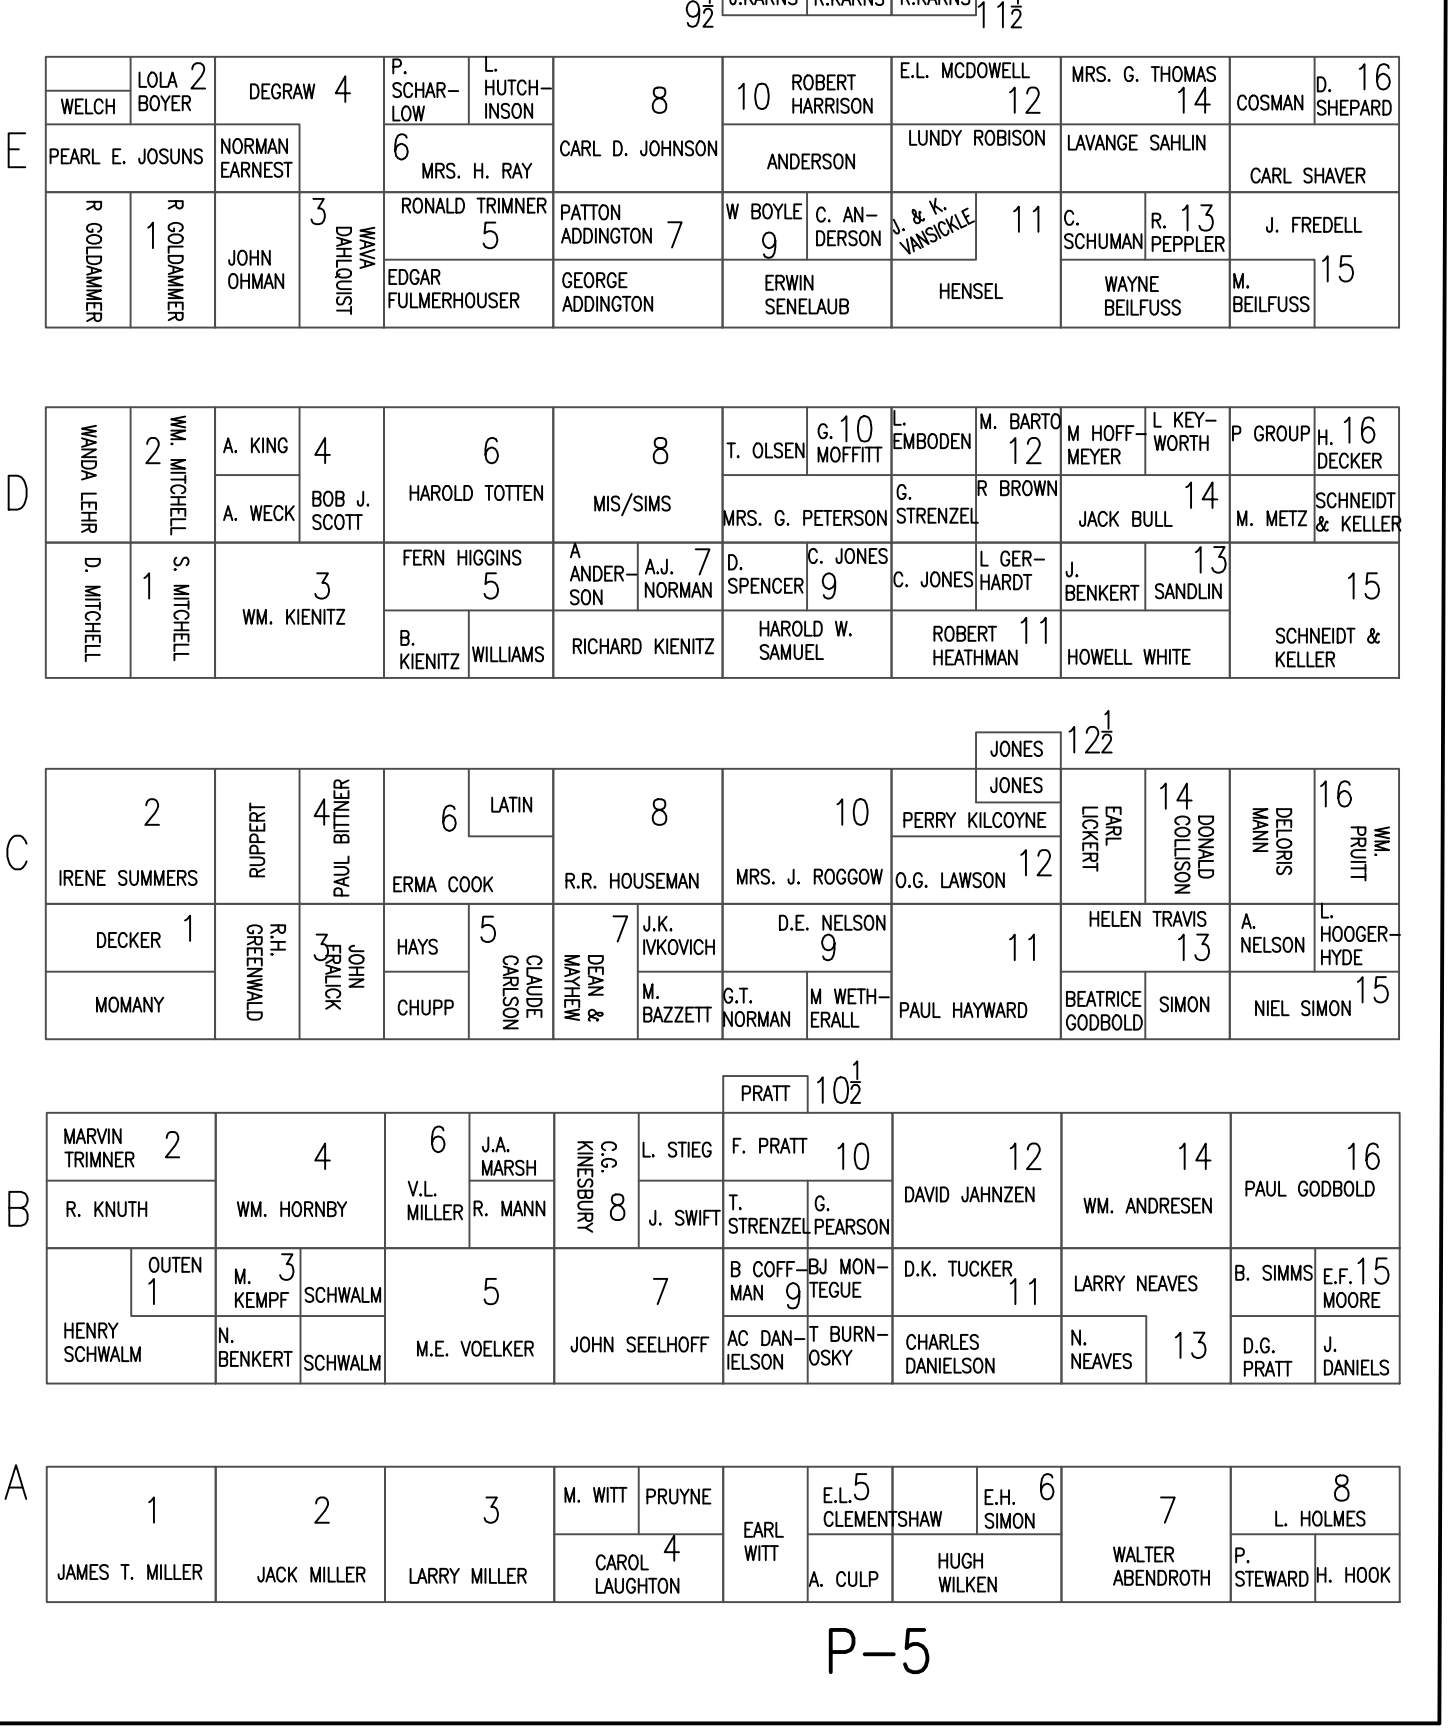 9½
J.KARNS
R.KARNS
R.KARNS
11½
E
WELCH
LOLA 2
BOYER
DEGRAW 4
P.
SCHAR-
LOW
L.
HUTCH-
INSON
8
CARL D. JOHNSON
10
ROBERT
HARRISON
E.L. MCDOWELL
12
MRS. G. THOMAS
14
COSMAN
D. 16
SHEPARD
PEARL E. JOSUNS
NORMAN
EARNEST
6
MRS. H. RAY
ANDERSON
LUNDY ROBISON
LAVANGE SAHLIN
CARL SHAVER
R GOLDAMMER
1
R GOLDAMMER
JOHN
OHMAN
3
WAVA
DAHLQUIST
RONALD TRIMNER
5
PATTON
ADDINGTON 7
W BOYLE
9
C. AN-
DERSON
J. & K.
VANSICKLE
11
C.
SCHUMAN
R. 13
PEPPLER
J. FREDELL
EDGAR
FULMERHOUSER
GEORGE
ADDINGTON
ERWIN
SENELAUB
HENSEL
WAYNE
BEILFUSS
M.
BEILFUSS
15
D
WANDA LEHR
2
WM. MITCHELL
A. KING
4
BOB J.
SCOTT
6
HAROLD TOTTEN
8
MIS/SIMS
T. OLSEN
G. 10
MOFFITT
L.
EMBODEN
M. BARTO
12
M HOFF-
MEYER
L KEY-
WORTH
P GROUP
H. 16
DECKER
A. WECK
MRS. G. PETERSON
G.
STRENZEL
R BROWN
14
JACK BULL
M. METZ
SCHNEIDT
& KELLER
D. MITCHELL
1
S. MITCHELL
3
WM. KIENITZ
FERN HIGGINS
5
A
ANDER-
SON
A.J. 7
NORMAN
D.
SPENCER
C. JONES
9
C. JONES
L GER-
HARDT
J.
BENKERT
13
SANDLIN
15
SCHNEIDT &
KELLER
B.
KIENITZ
WILLIAMS
RICHARD KIENITZ
HAROLD W.
SAMUEL
ROBERT 11
HEATHMAN
HOWELL WHITE
C
JONES
12½
JONES
2
IRENE SUMMERS
RUPPERT
4
PAUL BITTNER
6
LATIN
ERMA COOK
8
R.R. HOUSEMAN
10
MRS. J. ROGGOW
PERRY KILCOYNE
12
O.G. LAWSON
EARL
LICKERT
14
DONALD
COLLISON
DELORIS
MANN
16
WM.
PRUITT
DECKER 1
R.H.
GREENWALD
3
JOHN
FRALICK
HAYS
5
CLAUDE
CARLSON
7
DEAN &
MAYHEW
J.K.
IVKOVICH
D.E. NELSON
9
11
PAUL HAYWARD
HELEN TRAVIS
13
A.
NELSON
L.
HOOGER-
HYDE
MOMANY
CHUPP
M.
BAZZETT
G.T.
NORMAN
M WETH-
ERALL
BEATRICE
GODBOLD
SIMON
NIEL SIMON 15
B
PRATT
10½
MARVIN
TRIMNER 2
4
WM. HORNBY
6
V.L.
MILLER
J.A.
MARSH
C.G.
KINESBURY
8
L. STIEG
F. PRATT
10
12
DAVID JAHNZEN
14
WM. ANDRESEN
16
PAUL GODBOLD
R. KNUTH
R. MANN
J. SWIFT
T.
STRENZEL
G.
PEARSON
OUTEN
1
HENRY
SCHWALM
M. 3
KEMPF
SCHWALM
5
M.E. VOELKER
7
JOHN SEELHOFF
B COFF-
MAN 9
BJ MON-
TEGUE
D.K. TUCKER
11
LARRY NEAVES
B. SIMMS
E.F. 15
MOORE
N.
BENKERT
SCHWALM
AC DAN-
IELSON
T BURN-
OSKY
CHARLES
DANIELSON
N.
NEAVES
13
D.G.
PRATT
J.
DANIELS
A
1
JAMES T. MILLER
2
JACK MILLER
3
LARRY MILLER
M. WITT
PRUYNE
EARL
WITT
E.L. 5
CLEMENTSHAW
E.H. 6
SIMON
7
WALTER
ABENDROTH
8
L. HOLMES
CAROL 4
LAUGHTON
A. CULP
HUGH
WILKEN
P.
STEWARD
H. HOOK
P-5